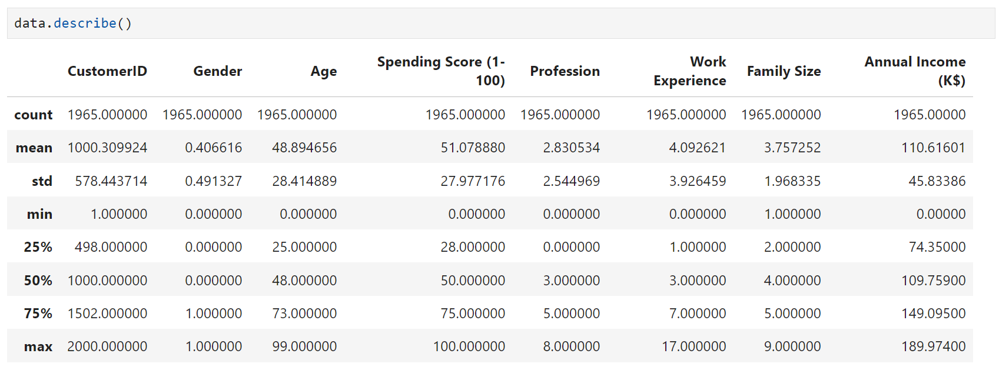 data.describe()
CustomerID Gender Age Spending Score (1-100) Profession Work Experience Family Size Annual Income (K$)
count 1965.000000 1965.000000 1965.000000 1965.000000 1965.000000 1965.000000 1965.000000 1965.00000
mean 1000.309924 0.406616 48.894656 51.078880 2.830534 4.092621 3.757252 110.61601
std 578.443714 0.491327 28.414889 27.977176 2.544969 3.926459 1.968335 45.83386
min 1.000000 0.000000 0.000000 0.000000 0.000000 0.000000 1.000000 0.00000
25% 498.000000 0.000000 25.000000 28.000000 0.000000 1.000000 2.000000 74.35000
50% 1000.000000 0.000000 48.000000 50.000000 3.000000 3.000000 4.000000 109.75900
75% 1502.000000 1.000000 73.000000 75.000000 5.000000 7.000000 5.000000 149.09500
max 2000.000000 1.000000 99.000000 100.000000 8.000000 17.000000 9.000000 189.97400